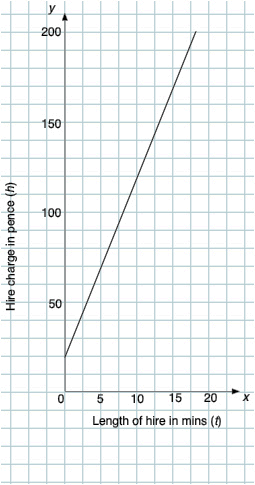 y
200
150
100
50
0 5 10 15 20 x
Hire charge in pence (h)
Length of hire in mins (t)